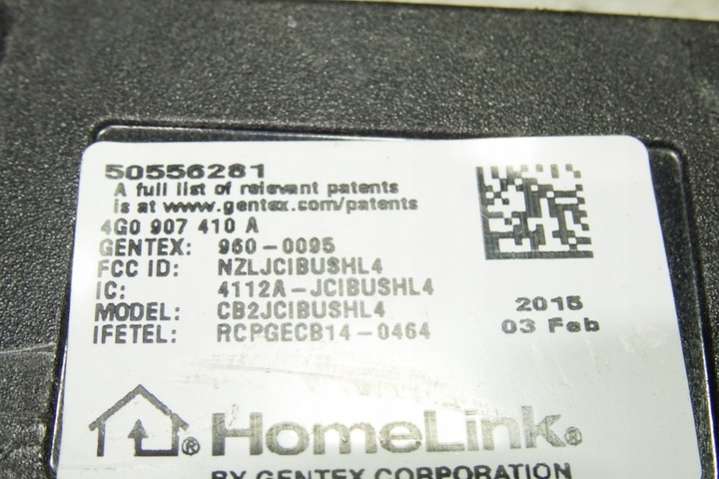 50556281
A full list of relevant patents
is at www.gentex.com/patents
4G0 907 410 A
GENTEX: 960-0095
FCC ID: NZLJCIBUSHL4
IC: 4112A-JCIBUSHL4
MODEL: CB2JCIBUSHL4
IFETEL: RCPGECB14-0464
2015
03 Feb
® HomeLink®
BY GENTEX CORPORATION